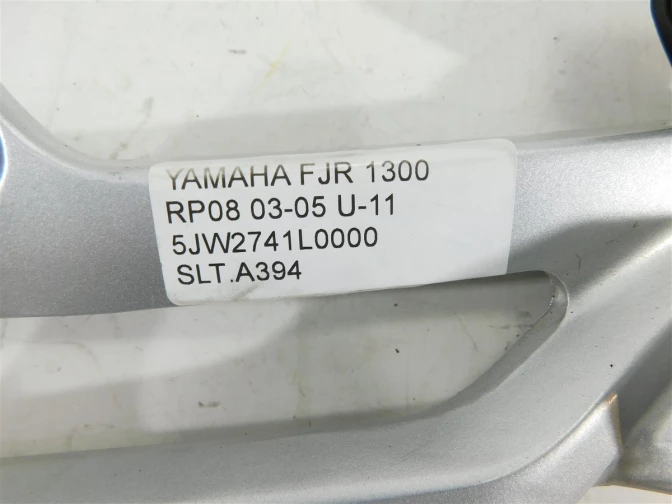 YAMAHA FJR 1300
RP08 03-05 U-11
5JW2741L0000
SLT.A394